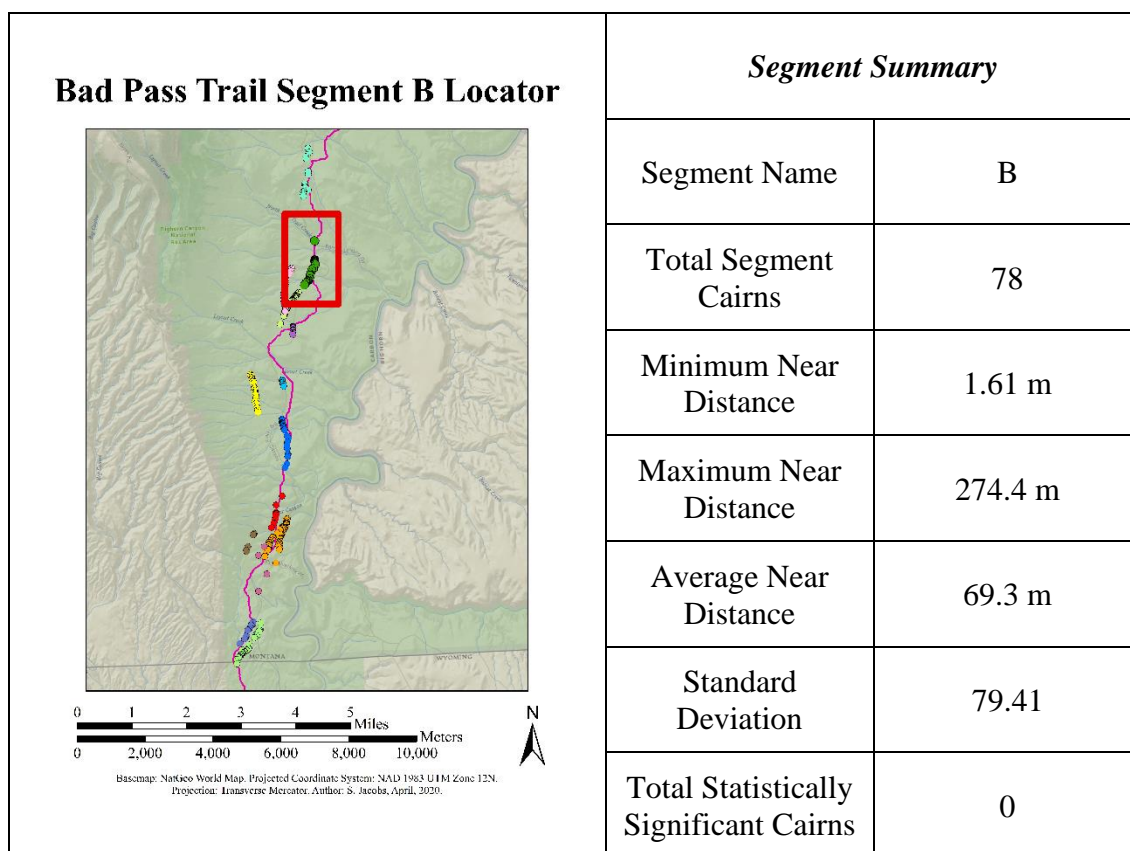 Bad Pass Trail Segment B Locator
MONTANA
WYOMING
0 1 2 3 4 5
Miles
Meters
0 2,000 4,000 6,000 8,000 10,000
N
Basemap: NatGeo World Map. Projected Coordinate System: NAD 1983 UTM Zone 12N.
Projection: Transverse Mercator. Author: S. Jacobs, April, 2020.
Segment Summary
Segment Name
B
Total Segment
Cairns
78
Minimum Near
Distance
1.61 m
Maximum Near
Distance
274.4 m
Average Near
Distance
69.3 m
Standard
Deviation
79.41
Total Statistically
Significant Cairns
0